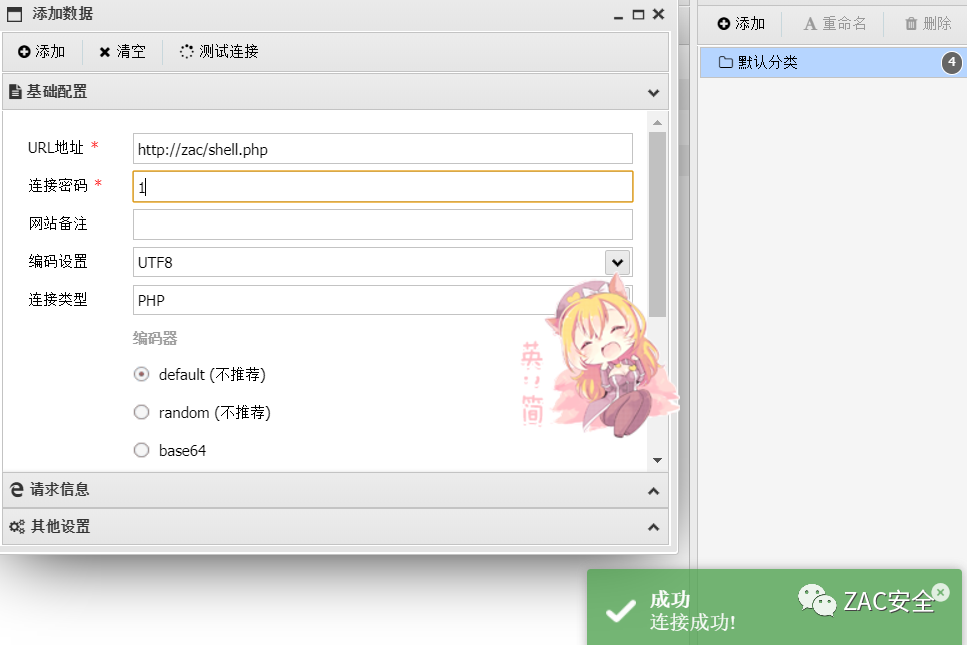 添加数据
添加 清空 测试连接
基础配置
URL地址 * http://zac/shell.php
连接密码 * 1
网站备注
编码设置 UTF8
连接类型 PHP
编码器
default (不推荐)
random (不推荐)
base64
请求信息
其他设置
添加 A 重命名 删除
默认分类 4
英 简
成功
连接成功!
ZAC安全